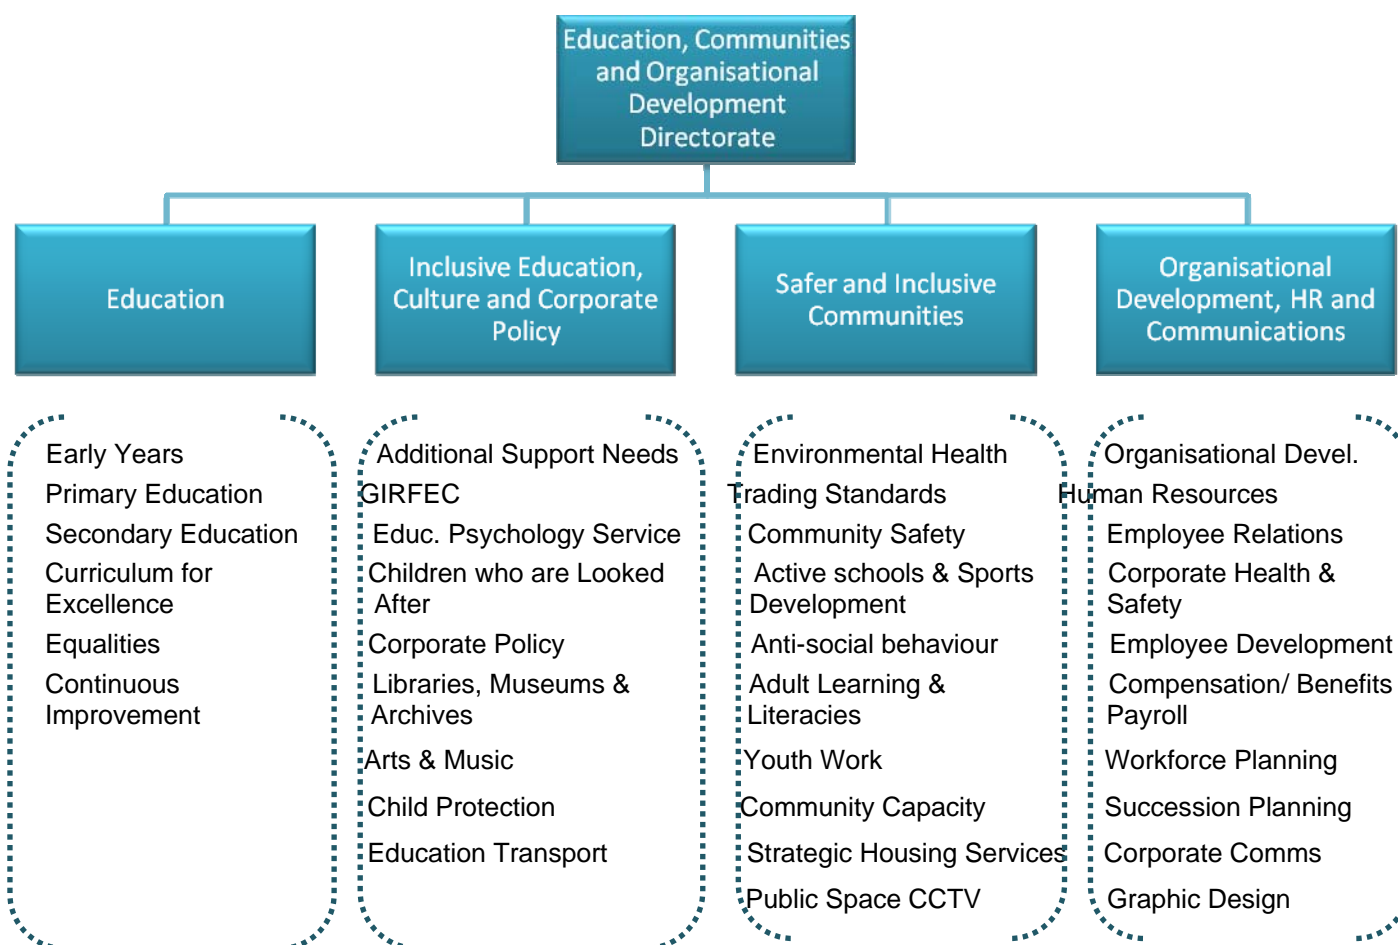 Education, Communities
and Organisational
Development
Directorate
Education
Inclusive Education,
Culture and Corporate
Policy
Safer and Inclusive
Communities
Organisational
Development, HR and
Communications
Early Years
Primary Education
Secondary Education
Curriculum for
Excellence
Equalities
Continuous
Improvement
Additional Support Needs
GIRFEC
Educ. Psychology Service
Children who are Looked
After
Corporate Policy
Libraries, Museums &
Archives
Arts & Music
Child Protection
Education Transport
Environmental Health
Trading Standards
Community Safety
Active schools & Sports
Development
Anti-social behaviour
Adult Learning &
Literacies
Youth Work
Community Capacity
Strategic Housing Services
Public Space CCTV
Organisational Devel.
Human Resources
Employee Relations
Corporate Health &
Safety
Employee Development
Compensation/ Benefits
Payroll
Workforce Planning
Succession Planning
Corporate Comms
Graphic Design